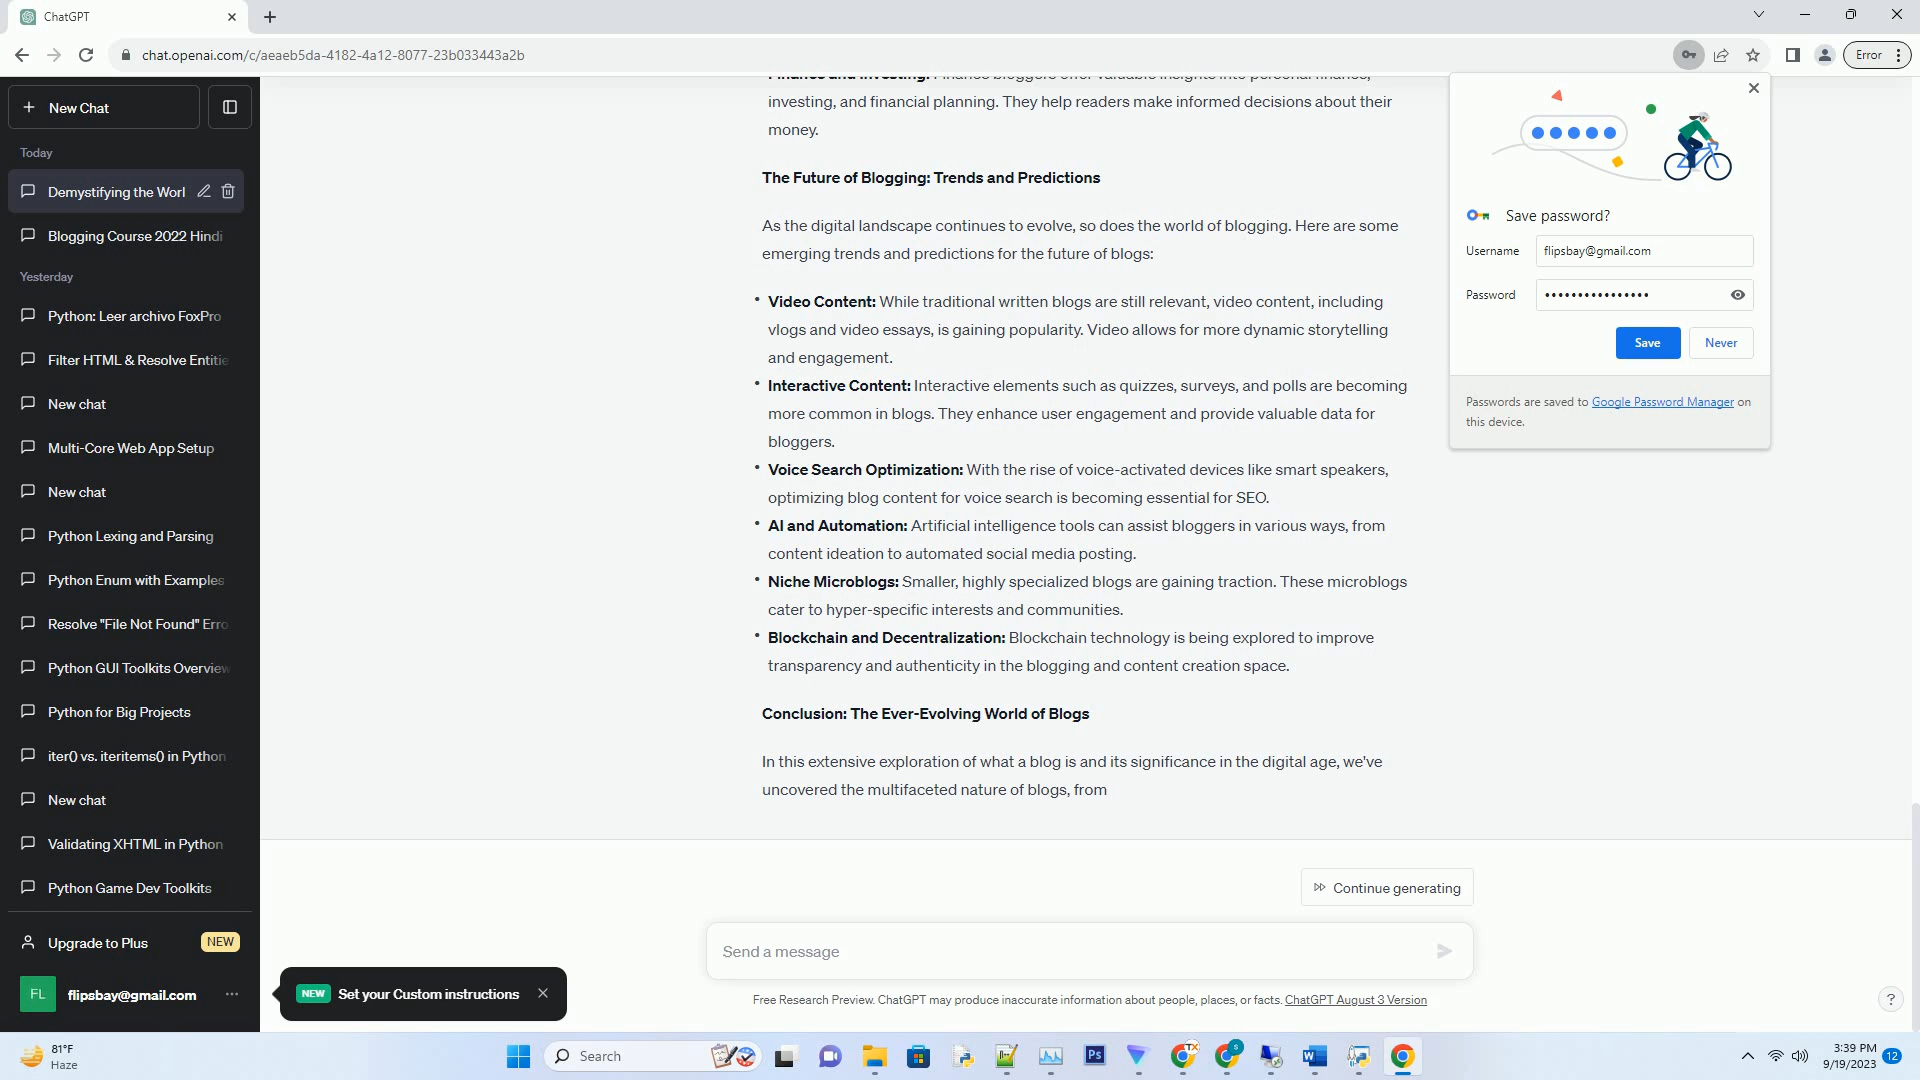 ChatGPT
chat.openai.com/c/aeaeb5da-4182-4a12-8077-23b033443a2b
Error
New Chat
Today
Demystifying the Worl
Blogging Course 2022 Hindi
Yesterday
Python: Leer archivo FoxPro
Filter HTML & Resolve Entitie
New chat
Multi-Core Web App Setup
New chat
Python Lexing and Parsing
Python Enum with Examples
Resolve "File Not Found" Erro
Python GUI Toolkits Overview
Python for Big Projects
iter() vs. iteritems() in Python
New chat
Validating XHTML in Python
Python Game Dev Toolkits
Upgrade to Plus
NEW
FL
flipsbay@gmail.com
Finance and Investing: Finance bloggers offer valuable insights into personal finance,
investing, and financial planning. They help readers make informed decisions about their
money.
The Future of Blogging: Trends and Predictions
As the digital landscape continues to evolve, so does the world of blogging. Here are some
emerging trends and predictions for the future of blogs:
• Video Content: While traditional written blogs are still relevant, video content, including
vlogs and video essays, is gaining popularity. Video allows for more dynamic storytelling
and engagement.
• Interactive Content: Interactive elements such as quizzes, surveys, and polls are becoming
more common in blogs. They enhance user engagement and provide valuable data for
bloggers.
• Voice Search Optimization: With the rise of voice-activated devices like smart speakers,
optimizing blog content for voice search is becoming essential for SEO.
• AI and Automation: Artificial intelligence tools can assist bloggers in various ways, from
content ideation to automated social media posting.
• Niche Microblogs: Smaller, highly specialized blogs are gaining traction. These microblogs
cater to hyper-specific interests and communities.
• Blockchain and Decentralization: Blockchain technology is being explored to improve
transparency and authenticity in the blogging and content creation space.
Conclusion: The Ever-Evolving World of Blogs
In this extensive exploration of what a blog is and its significance in the digital age, we've
uncovered the multifaceted nature of blogs, from
Continue generating
Send a message
Free Research Preview. ChatGPT may produce inaccurate information about people, places, or facts. ChatGPT August 3 Version
NEW Set your Custom instructions
?
Save password?
Username flipsbay@gmail.com
Password ••••••••••••••••
Save
Never
Passwords are saved to Google Password Manager on
this device.
81°F
Haze
Search
Ps
3:39 PM
9/19/2023
12